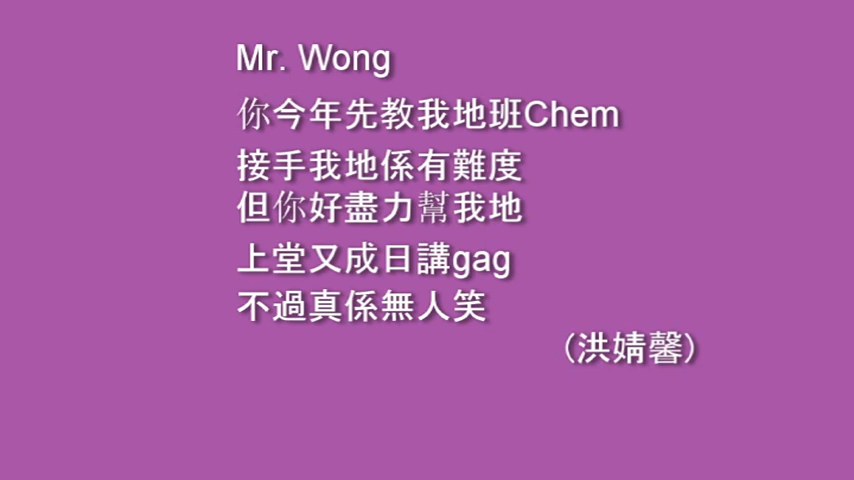 Mr. Wong
你今年先教我地班Chem
接手我地係有難度
但你好盡力幫我地
上堂又成日講gag
不過真係無人笑
(洪婧馨)